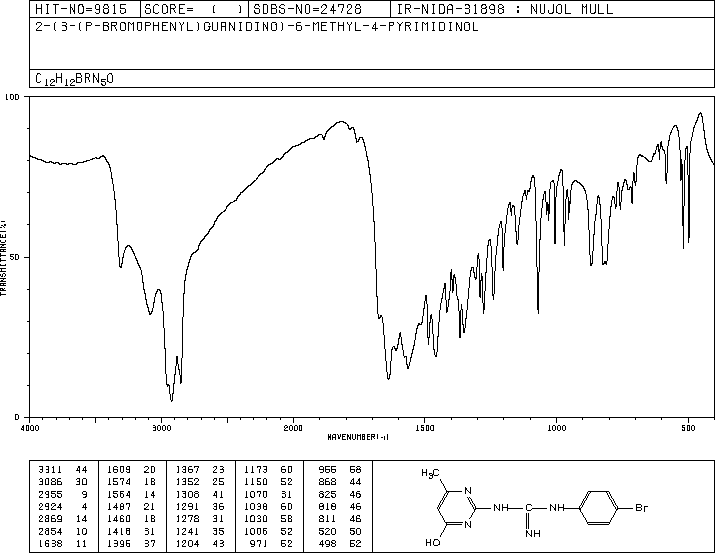 HIT-NO=9815 SCORE= ( ) SDBS-NO=24728 IR-NIDA-31898 : NUJOL MULL
2-(3-(P-BROMOPHENYL)GUANIDINO)-6-METHYL-4-PYRIMIDINOL
C12H12BRN5O
100
50
0
TRANSMITTANCE(%)
4000 3000 2000 1500 1000 500
WAVENUMBER(-1)
3311 44 1609 20 1367 23 1173 60 966 68
3086 30 1574 18 1352 25 1150 52 868 44
2955 9 1564 14 1308 41 1070 31 825 46
2924 4 1487 21 1291 36 1038 60 818 46
2869 14 1460 18 1278 31 1030 58 811 46
2854 10 1418 31 1241 35 1006 52 520 50
1638 11 1396 37 1204 43 971 52 498 52
H3C
N
N
NH
C
NH
Br
HO
NH